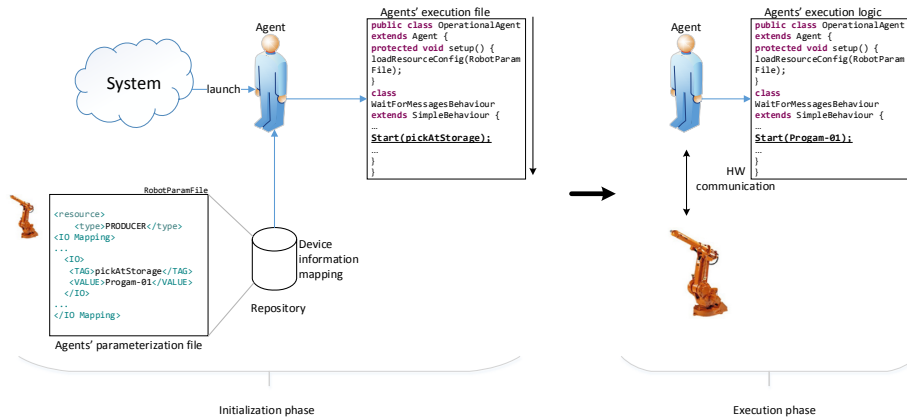 Agent
System
launch
Agents' execution file
public class OperationalAgent
extends Agent {
protected void setup() {
loadResourceConfig(RobotParam
File);
}
class
WaitForMessagesBehaviour
extends SimpleBehaviour {
…
Start(pickAtStorage);
…
}
}
RobotParamFile
<resource>
<type>PRODUCER</type>
<IO Mapping>
...
<IO>
<TAG>pickAtStorage</TAG>
<VALUE>Progam-01</VALUE>
</IO>
...
</IO Mapping>
Agents' parameterization file
Device
information
mapping
Repository
Initialization phase
Agent
Agents' execution logic
public class OperationalAgent
extends Agent {
protected void setup() {
loadResourceConfig(RobotParam
File);
}
class
WaitForMessagesBehaviour
extends SimpleBehaviour {
…
Start(Progam-01);
…
}
}
HW
communication
Execution phase